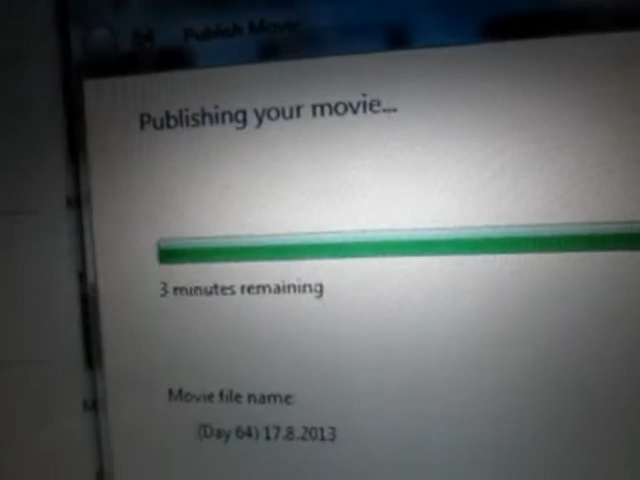 Publish Movie
Publishing your movie...
3 minutes remaining
Movie file name:
(Day 64) 17.8.2013